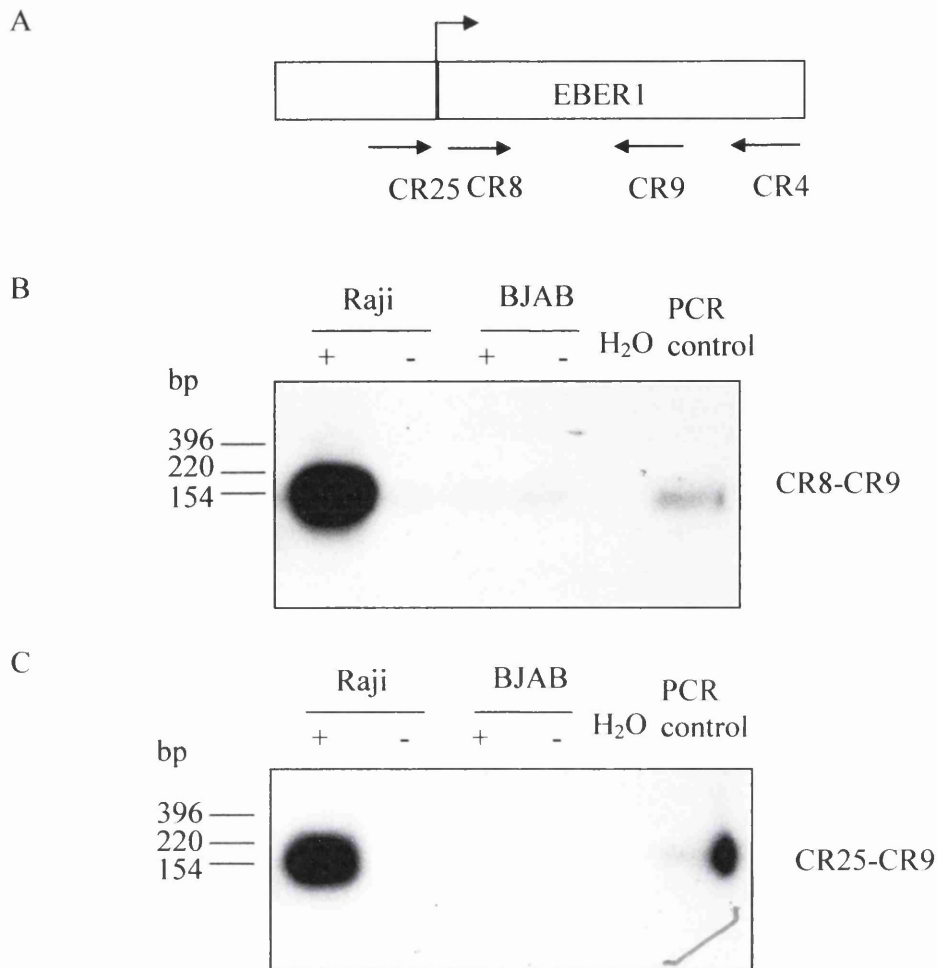 A
EBER1
CR25 CR8 CR9 CR4
B
Raji BJAB H₂O PCR control
+ - + -
bp
396
220
154
CR8-CR9
C
Raji BJAB H₂O PCR control
+ - + -
bp
396
220
154
CR25-CR9